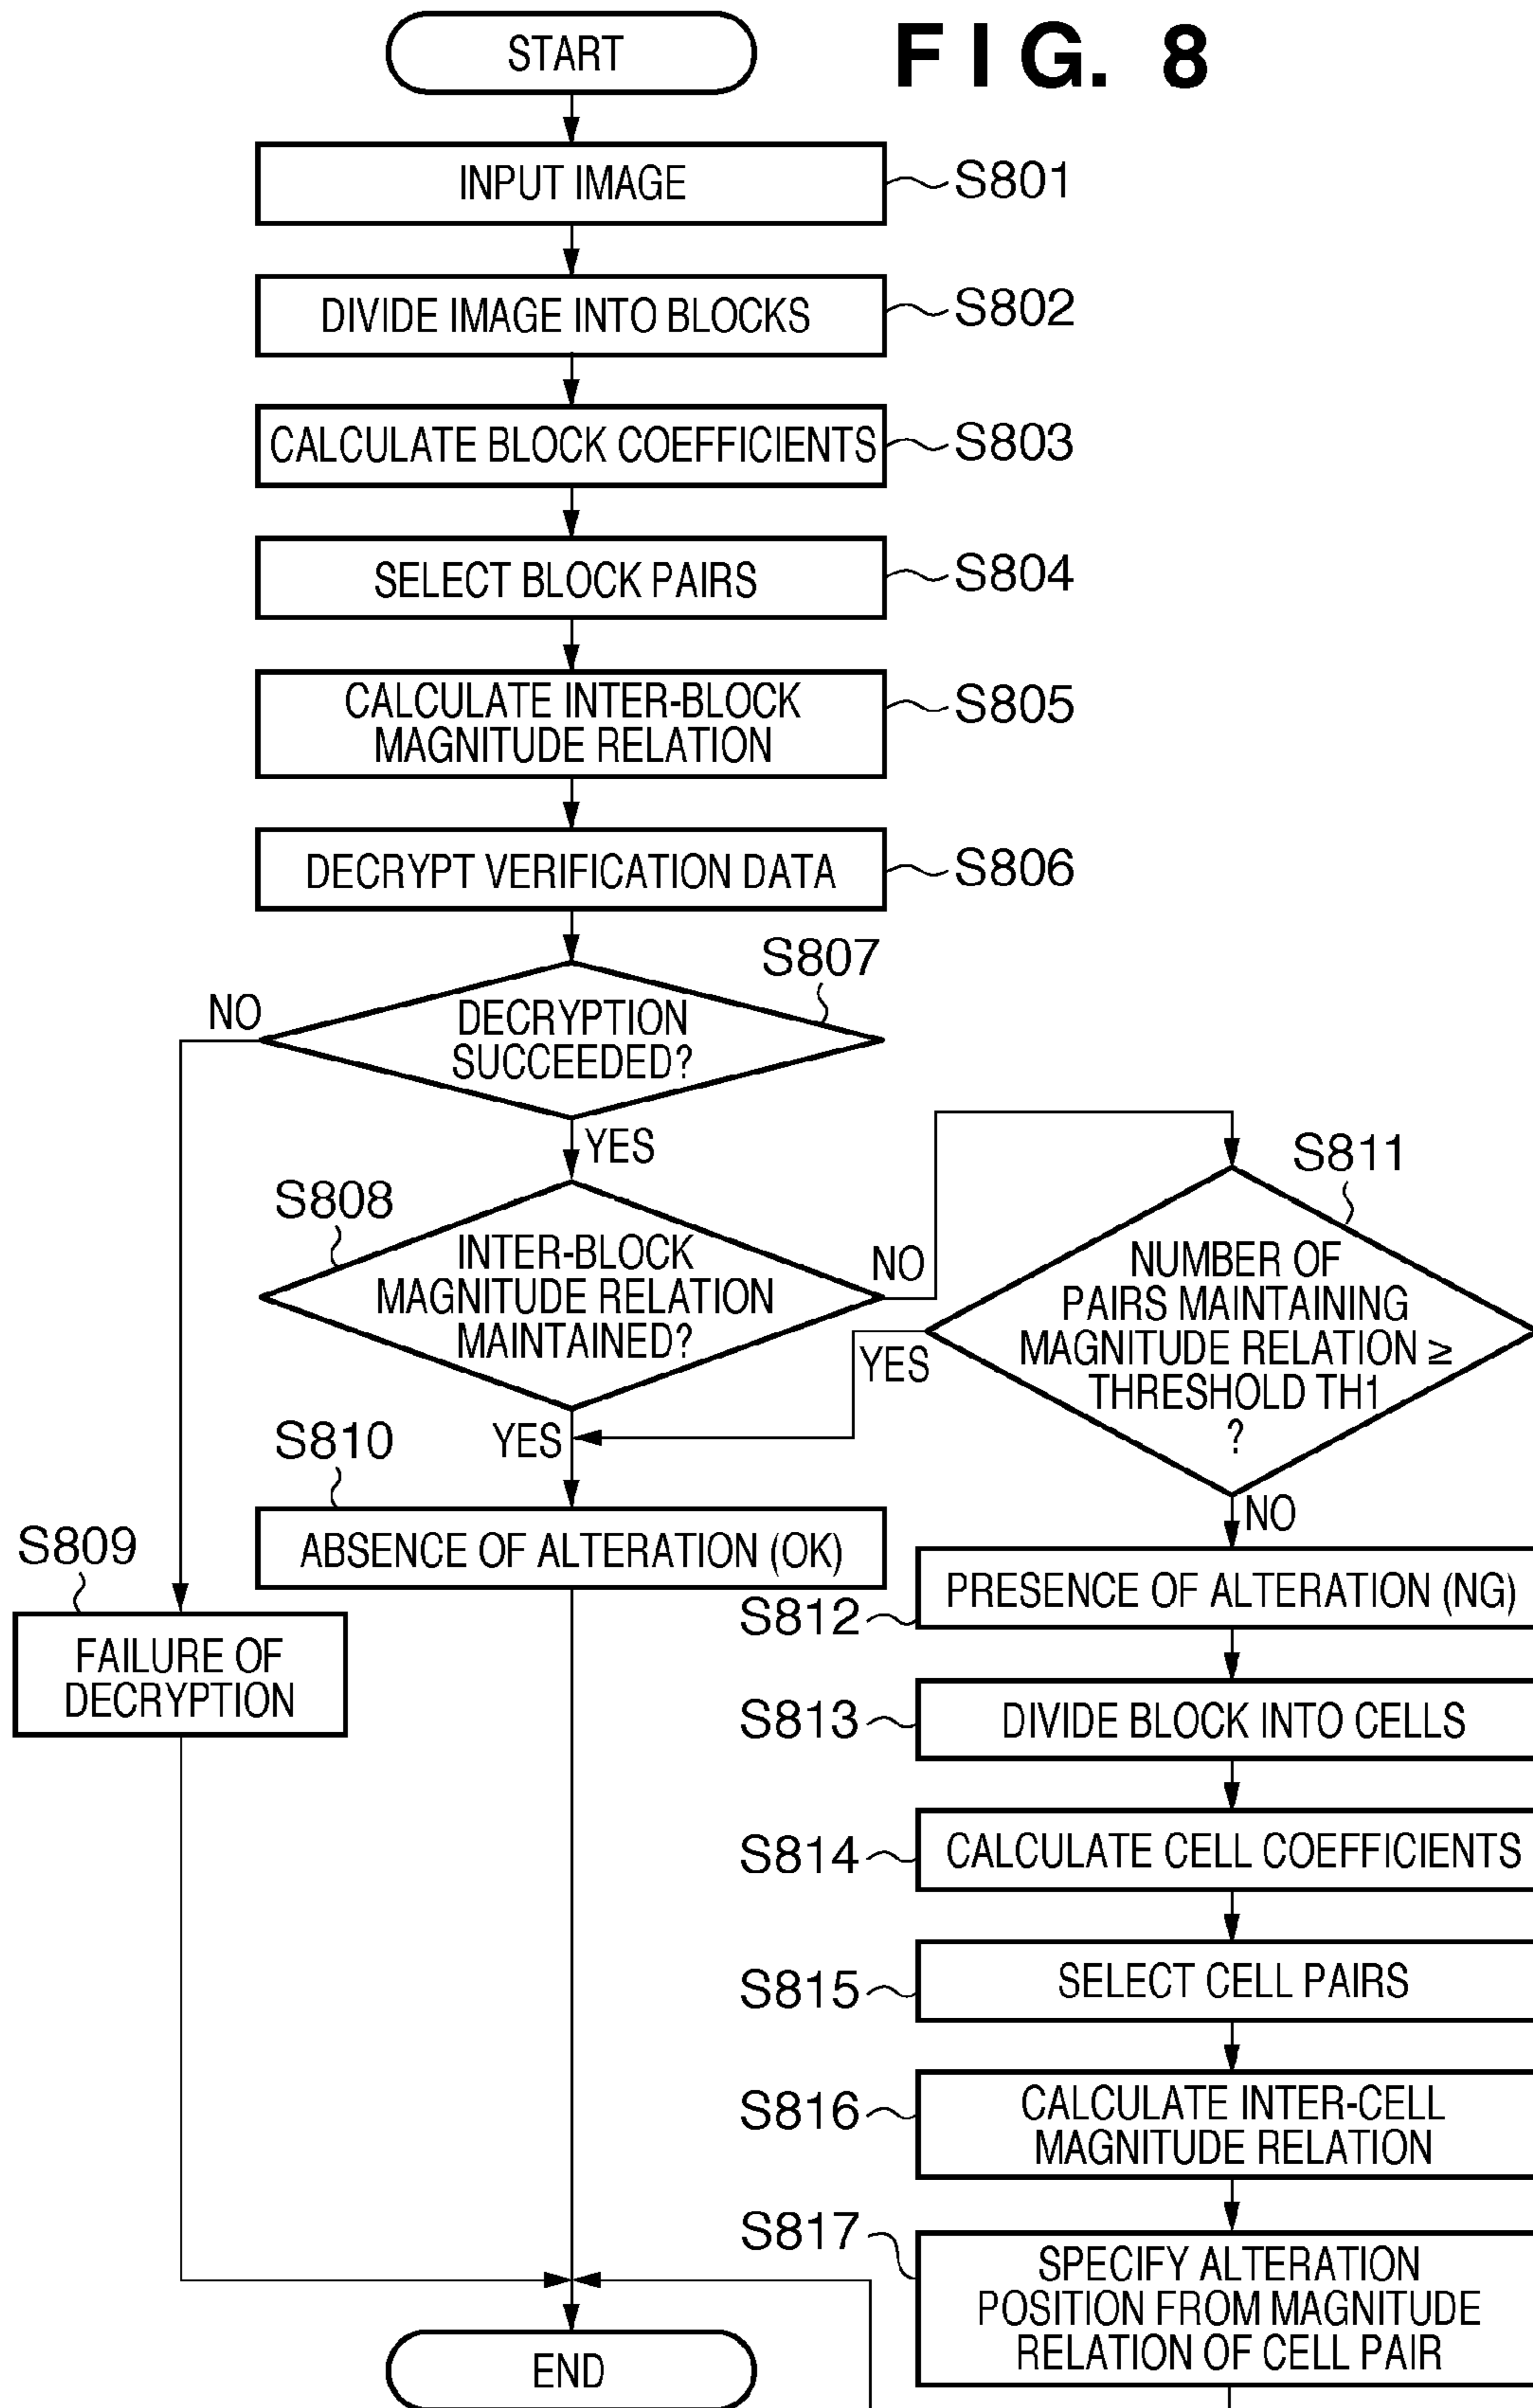 START
FIG. 8
INPUT IMAGE
S801
DIVIDE IMAGE INTO BLOCKS
S802
CALCULATE BLOCK COEFFICIENTS
S803
SELECT BLOCK PAIRS
S804
CALCULATE INTER-BLOCK
MAGNITUDE RELATION
S805
DECRYPT VERIFICATION DATA
S806
S807
NO
DECRYPTION
SUCCEEDED?
YES
S808
INTER-BLOCK
MAGNITUDE RELATION
MAINTAINED?
NO
S811
NUMBER OF
PAIRS MAINTAINING
MAGNITUDE RELATION ≥
THRESHOLD TH1
?
YES
YES
NO
S810
ABSENCE OF ALTERATION (OK)
S809
FAILURE OF
DECRYPTION
S812
PRESENCE OF ALTERATION (NG)
S813
DIVIDE BLOCK INTO CELLS
S814
CALCULATE CELL COEFFICIENTS
S815
SELECT CELL PAIRS
S816
CALCULATE INTER-CELL
MAGNITUDE RELATION
S817
SPECIFY ALTERATION
POSITION FROM MAGNITUDE
RELATION OF CELL PAIR
END